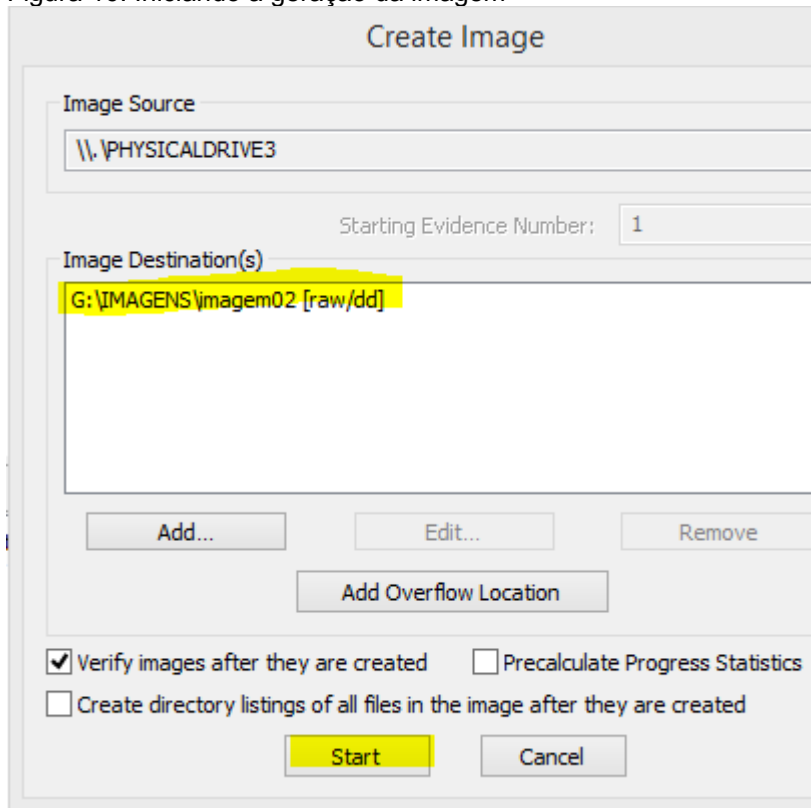 Create Image
Image Source
\\.\PHYSICALDRIVE3
Starting Evidence Number: 1
Image Destination(s)
G:\IMAGENS\imagem02 [raw/dd]
Add... Edit... Remove
Add Overflow Location
Verify images after they are created Precalculate Progress Statistics
Create directory listings of all files in the image after they are created
Start Cancel